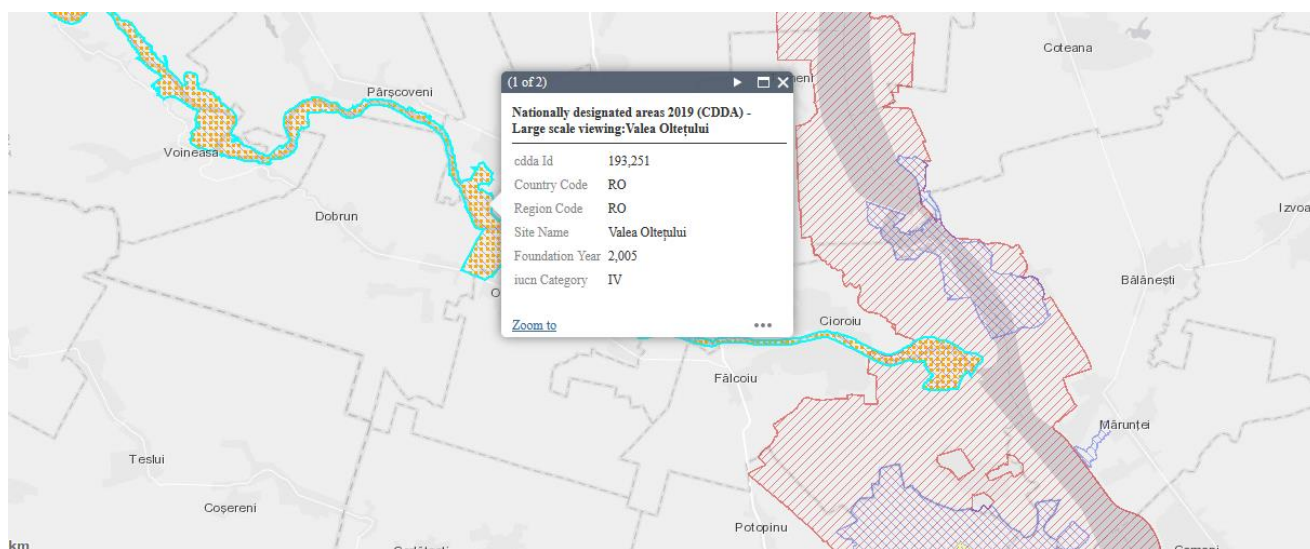 Coteana
(1 of 2)
Nationally designated areas 2019 (CDDA) -
Large scale viewing:Valea Oltețului
cdda Id 193,251
Country Code RO
Region Code RO
Site Name Valea Oltețului
Foundation Year 2,005
iucn Category IV
Zoom to
Pârșcoveni
Voineasa
Dobrun
Izvoa
Bălănești
Cioroiu
Fălcoiu
Mărunței
Teslui
Coșereni
Potopinu
km